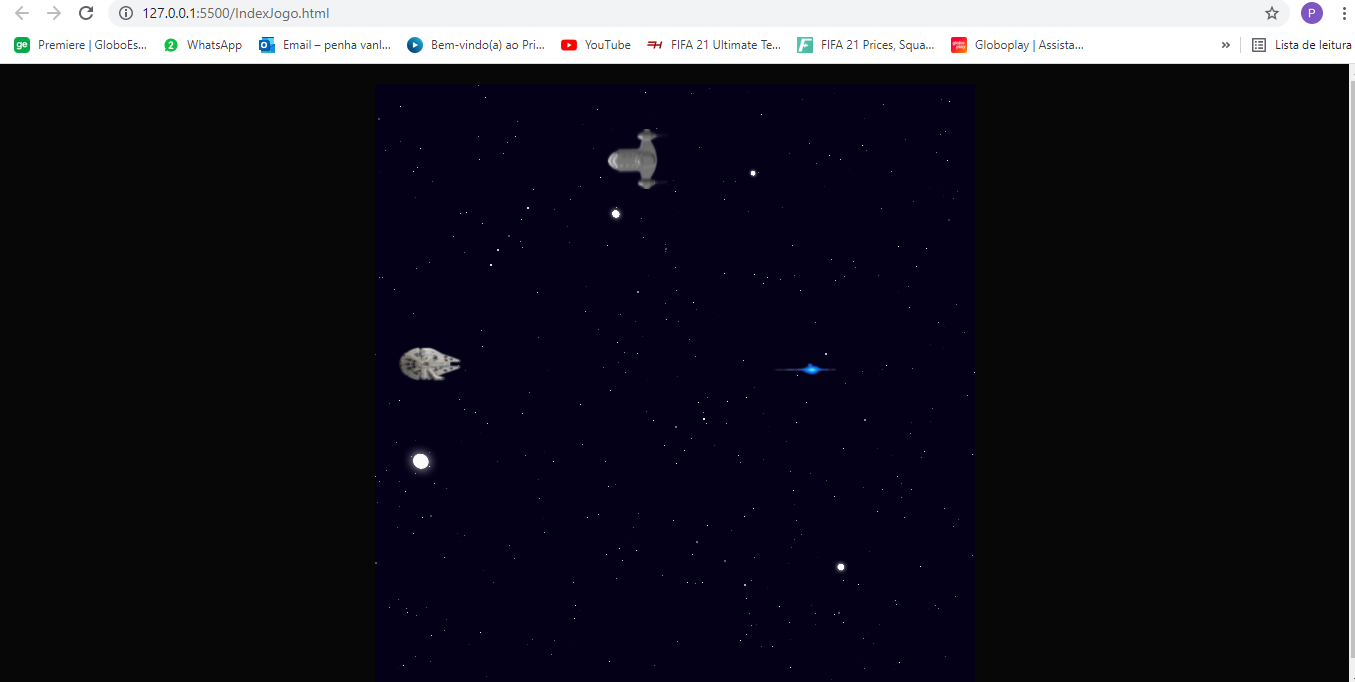 127.0.0.1:5500/IndexJogo.html
P
ge Premiere | GloboEs... 2 WhatsApp Email – penha vanl... Bem-vindo(a) ao Pri... YouTube FIFA 21 Ultimate Te... FIFA 21 Prices, Squa... Globoplay | Assista... » Lista de leitura